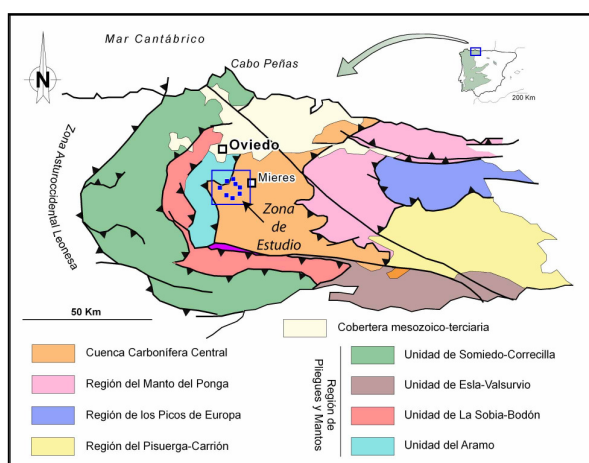 Mar Cantábrico
Cabo Peñas
N
200 Km
Zona Asturoccidental Leonesa
Oviedo
Mieres
Zona
de
Estudio
50 Km
Cobertera mesozoico-terciaria
Cuenca Carbonífera Central
Región del Manto del Ponga
Región de los Picos de Europa
Región del Pisuerga-Carrión
Región de
Pliegues y Mantos
Unidad de Somiedo-Correcilla
Unidad de Esla-Valsurvio
Unidad de La Sobia-Bodón
Unidad del Aramo